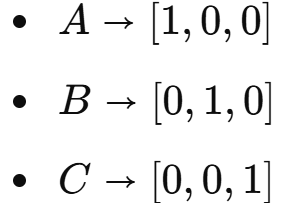 • A → [1, 0, 0]
• B → [0, 1, 0]
• C → [0, 0, 1]